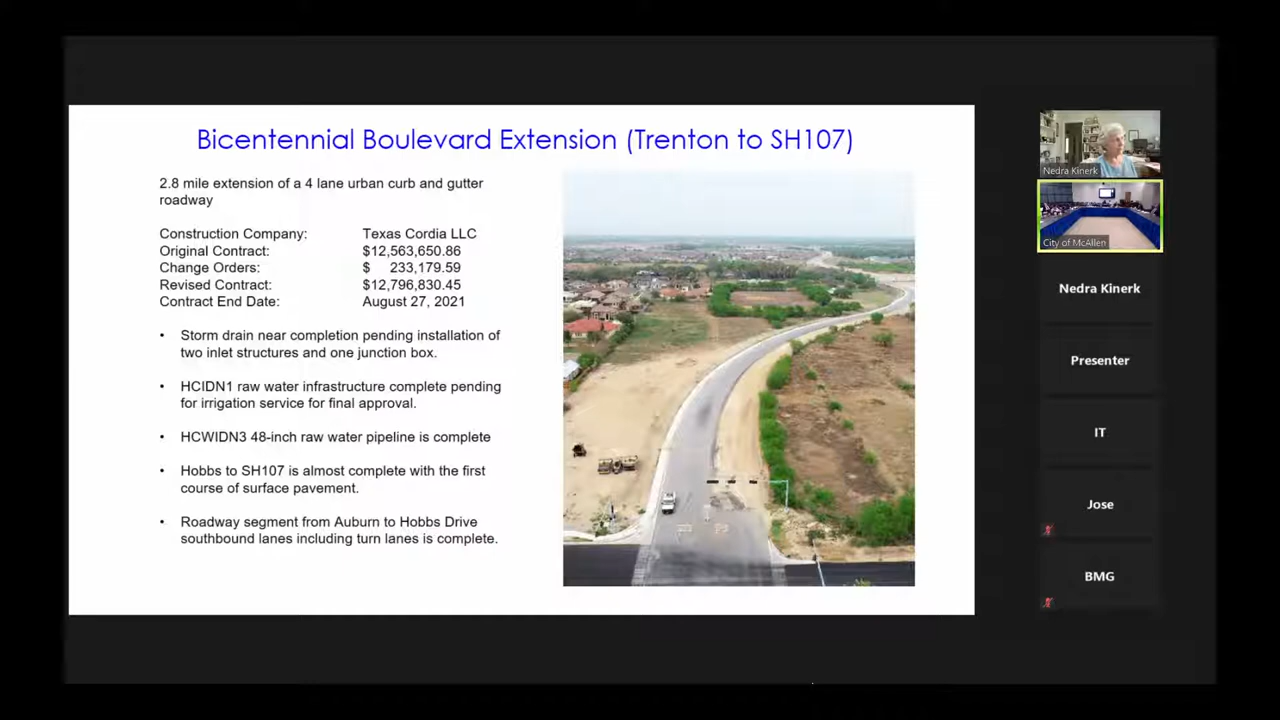 Bicentennial Boulevard Extension (Trenton to SH107)
2.8 mile extension of a 4 lane urban curb and gutter
roadway
Construction Company: Texas Cordia LLC
Original Contract: $12,563,650.86
Change Orders: $ 233,179.59
Revised Contract: $12,796,830.45
Contract End Date: August 27, 2021
• Storm drain near completion pending installation of
two inlet structures and one junction box.
• HCIDN1 raw water infrastructure complete pending
for irrigation service for final approval.
• HCWIDN3 48-inch raw water pipeline is complete
• Hobbs to SH107 is almost complete with the first
course of surface pavement.
• Roadway segment from Auburn to Hobbs Drive
southbound lanes including turn lanes is complete.
Nedra Kinerk
City of McAllen
Nedra Kinerk
Presenter
IT
Jose
BMG